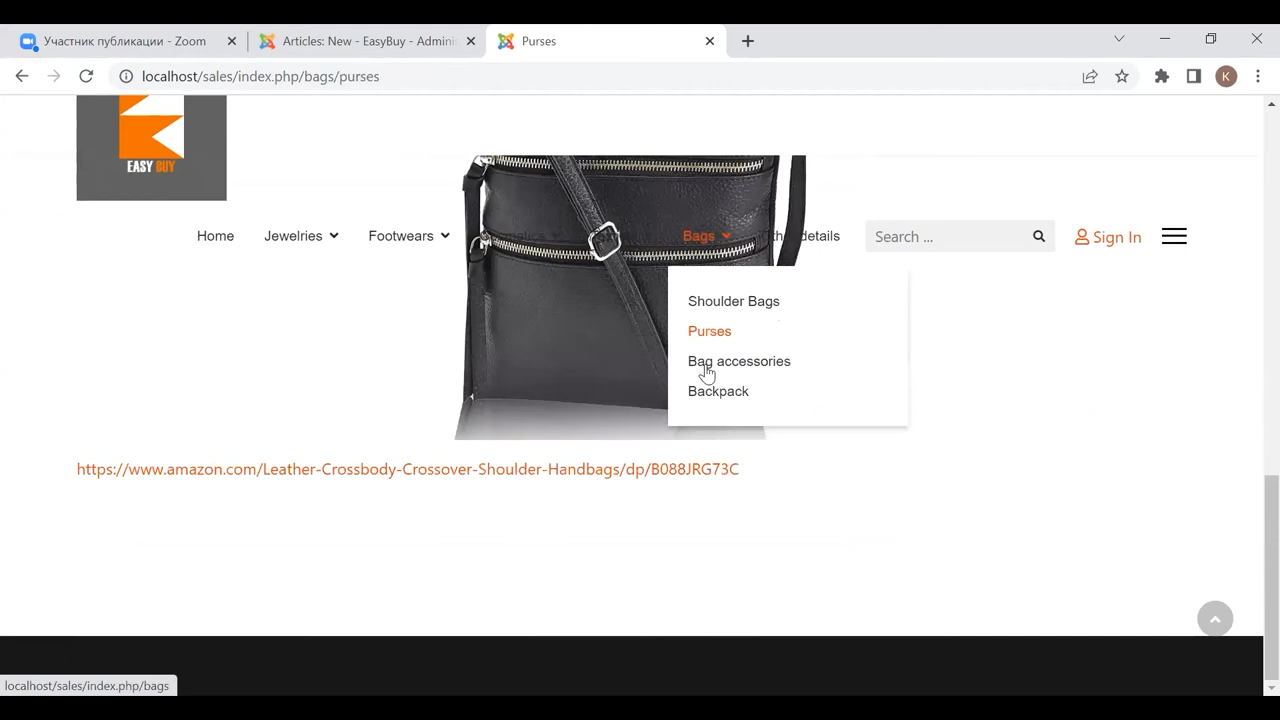 Участник публикации - Zoom
Articles: New - EasyBuy - Admini
Purses
localhost/sales/index.php/bags/purses
K
EASY BUY
Home
Jewelries
Footwears
Bags
details
Search ...
Sign In
Shoulder Bags
Purses
Bag accessories
Backpack
https://www.amazon.com/Leather-Crossbody-Crossover-Shoulder-Handbags/dp/B088JRG73C
localhost/sales/index.php/bags